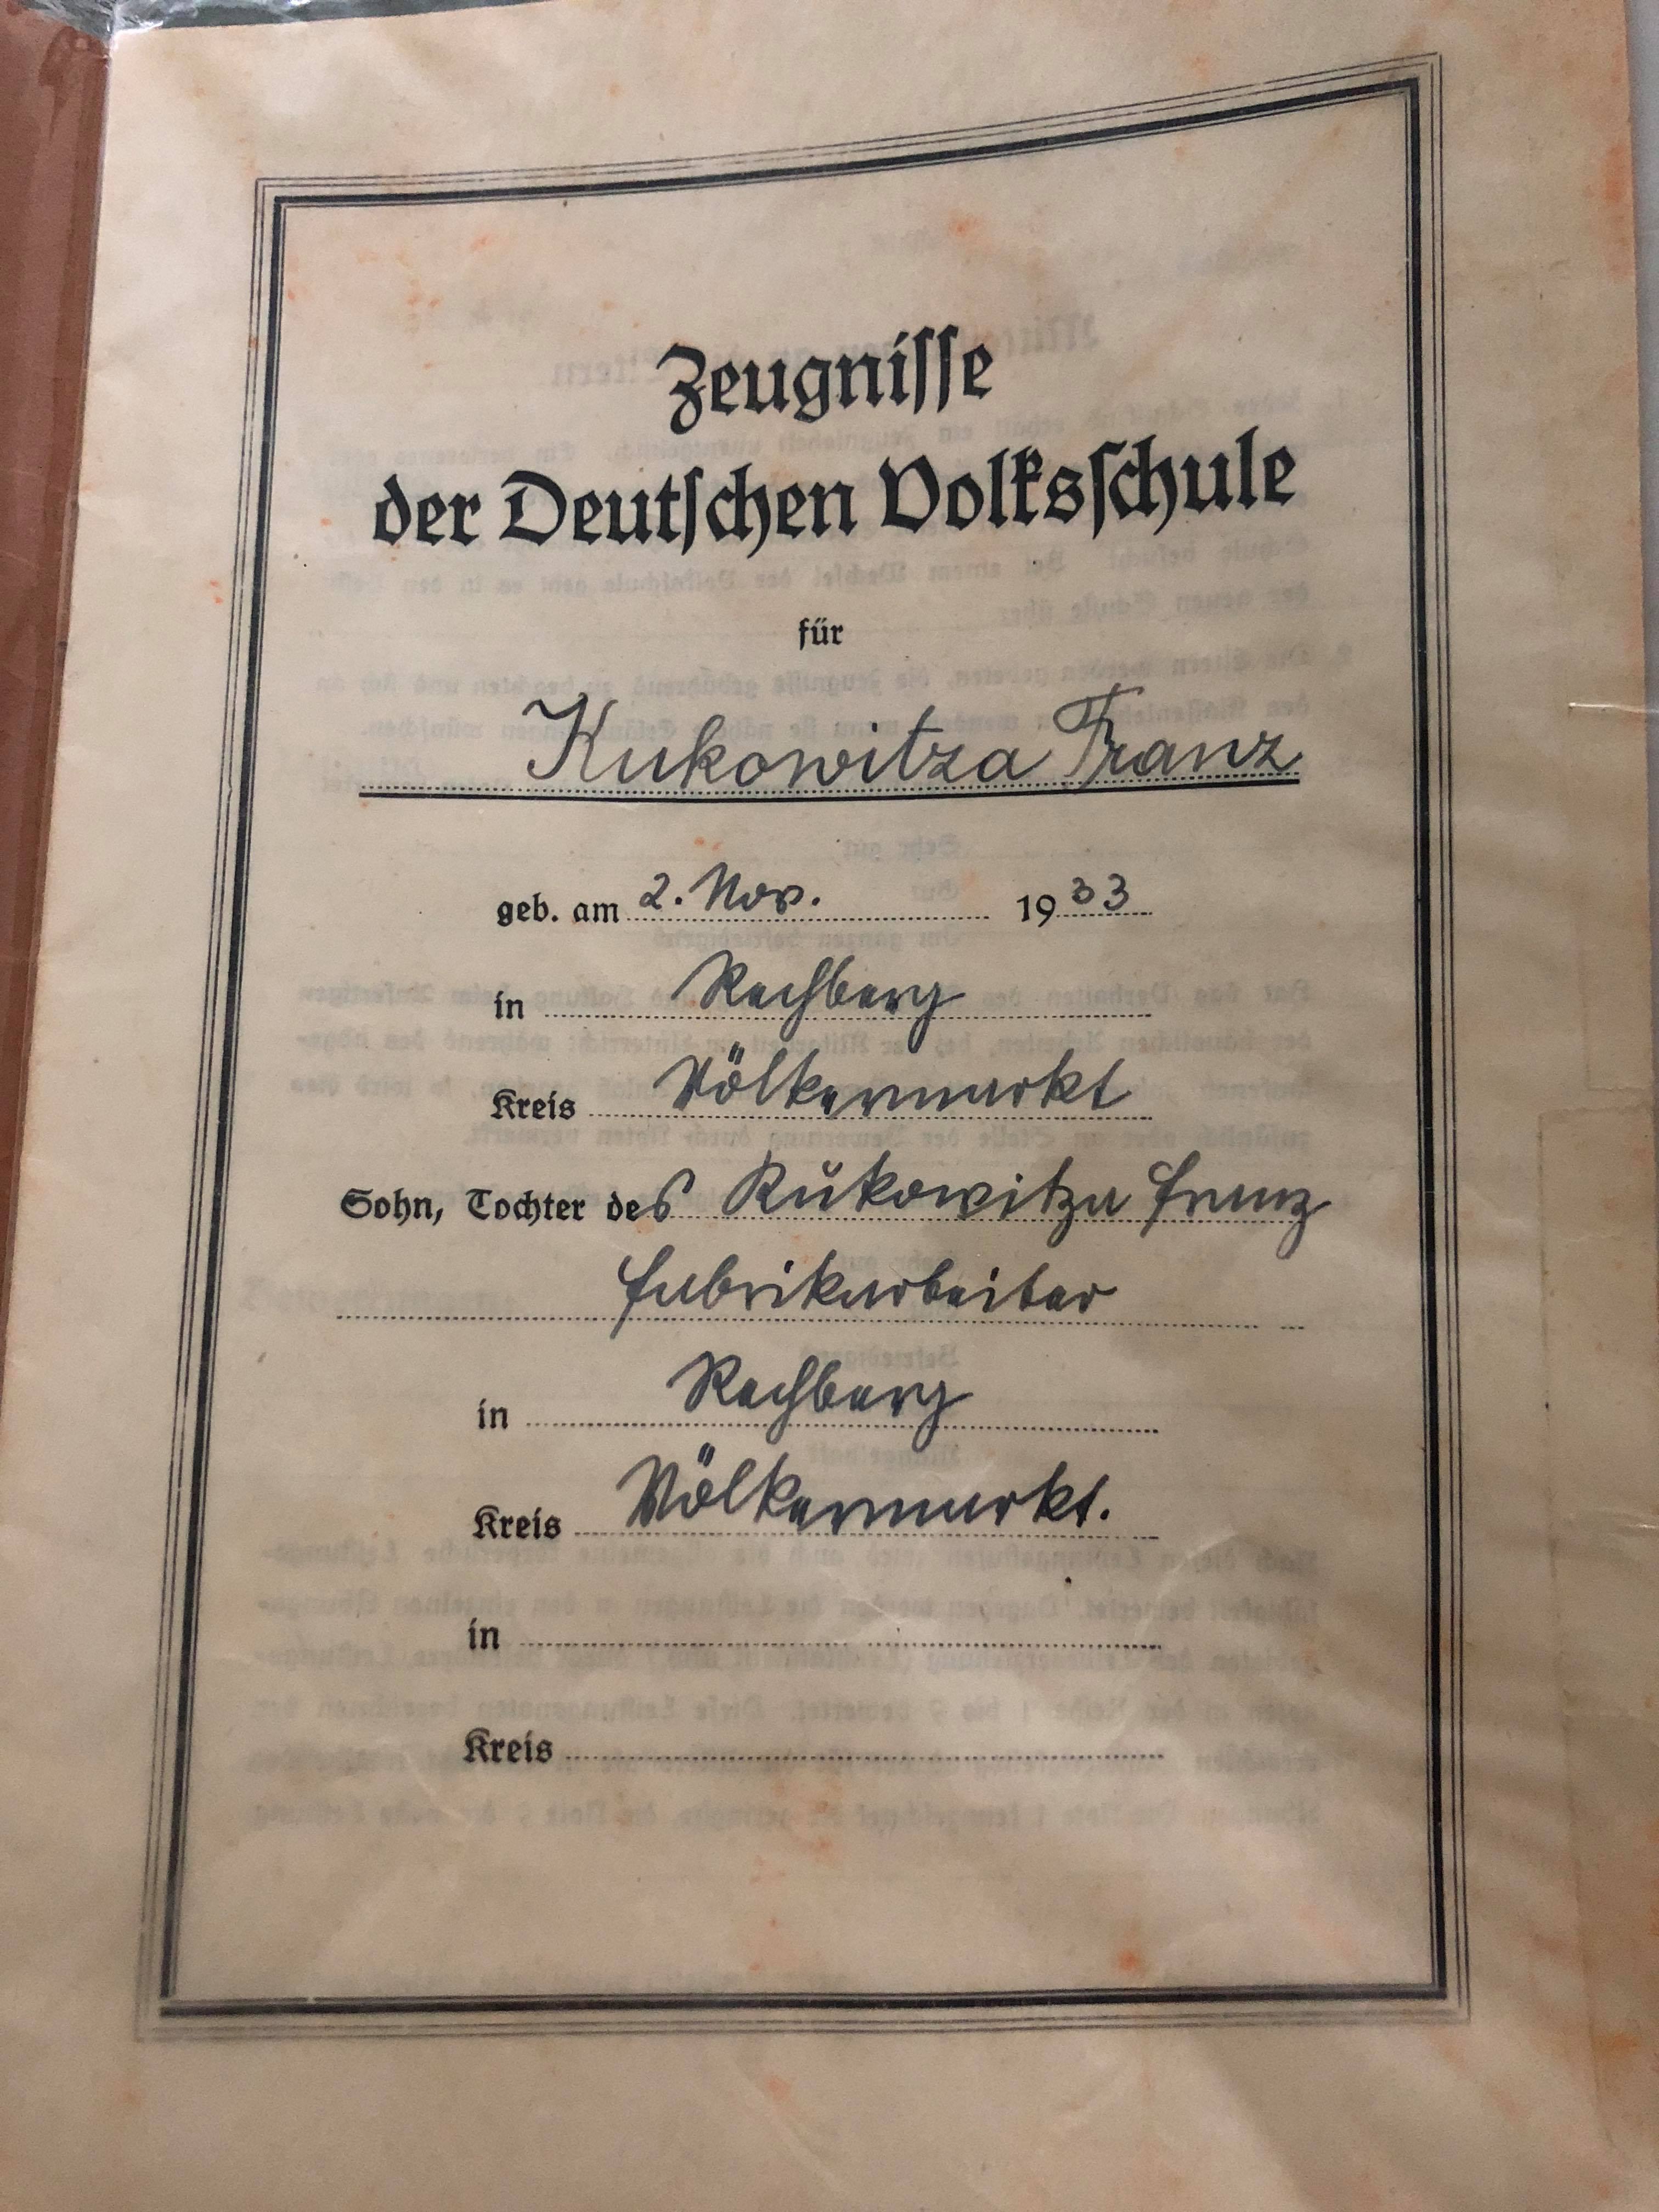 Zeugnisse
der Deutschen Volksschule
für
Kukowitza Franz
geb. am 2. Nov. 1933
in Rechberg
Kreis Völkermarkt
Sohn, Tochter des Kukowitza Franz
Fabrikarbeiter
in Rechberg
Kreis Völkermarkt.
in
Kreis